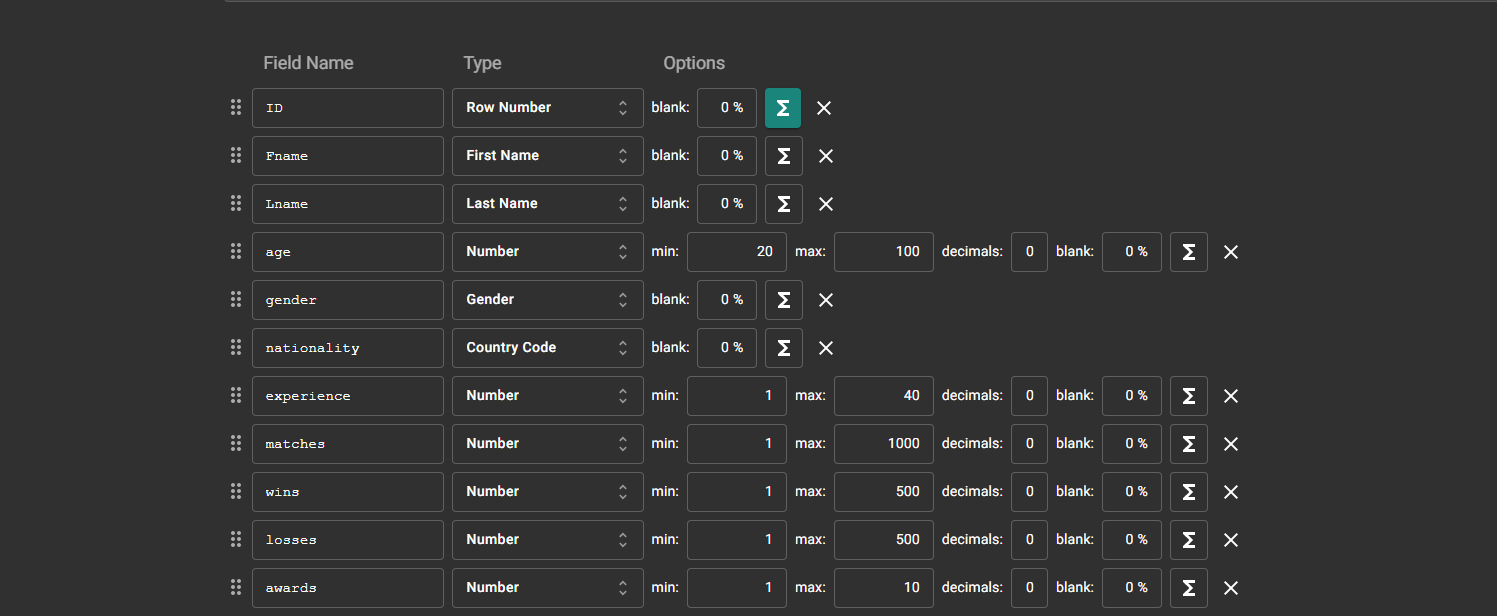 Field Name Type Options
ID Row Number blank: 0 % Σ
Fname First Name blank: 0 % Σ
Lname Last Name blank: 0 % Σ
age Number min: 20 max: 100 decimals: 0 blank: 0 % Σ
gender Gender blank: 0 % Σ
nationality Country Code blank: 0 % Σ
experience Number min: 1 max: 40 decimals: 0 blank: 0 % Σ
matches Number min: 1 max: 1000 decimals: 0 blank: 0 % Σ
wins Number min: 1 max: 500 decimals: 0 blank: 0 % Σ
losses Number min: 1 max: 500 decimals: 0 blank: 0 % Σ
awards Number min: 1 max: 10 decimals: 0 blank: 0 % Σ